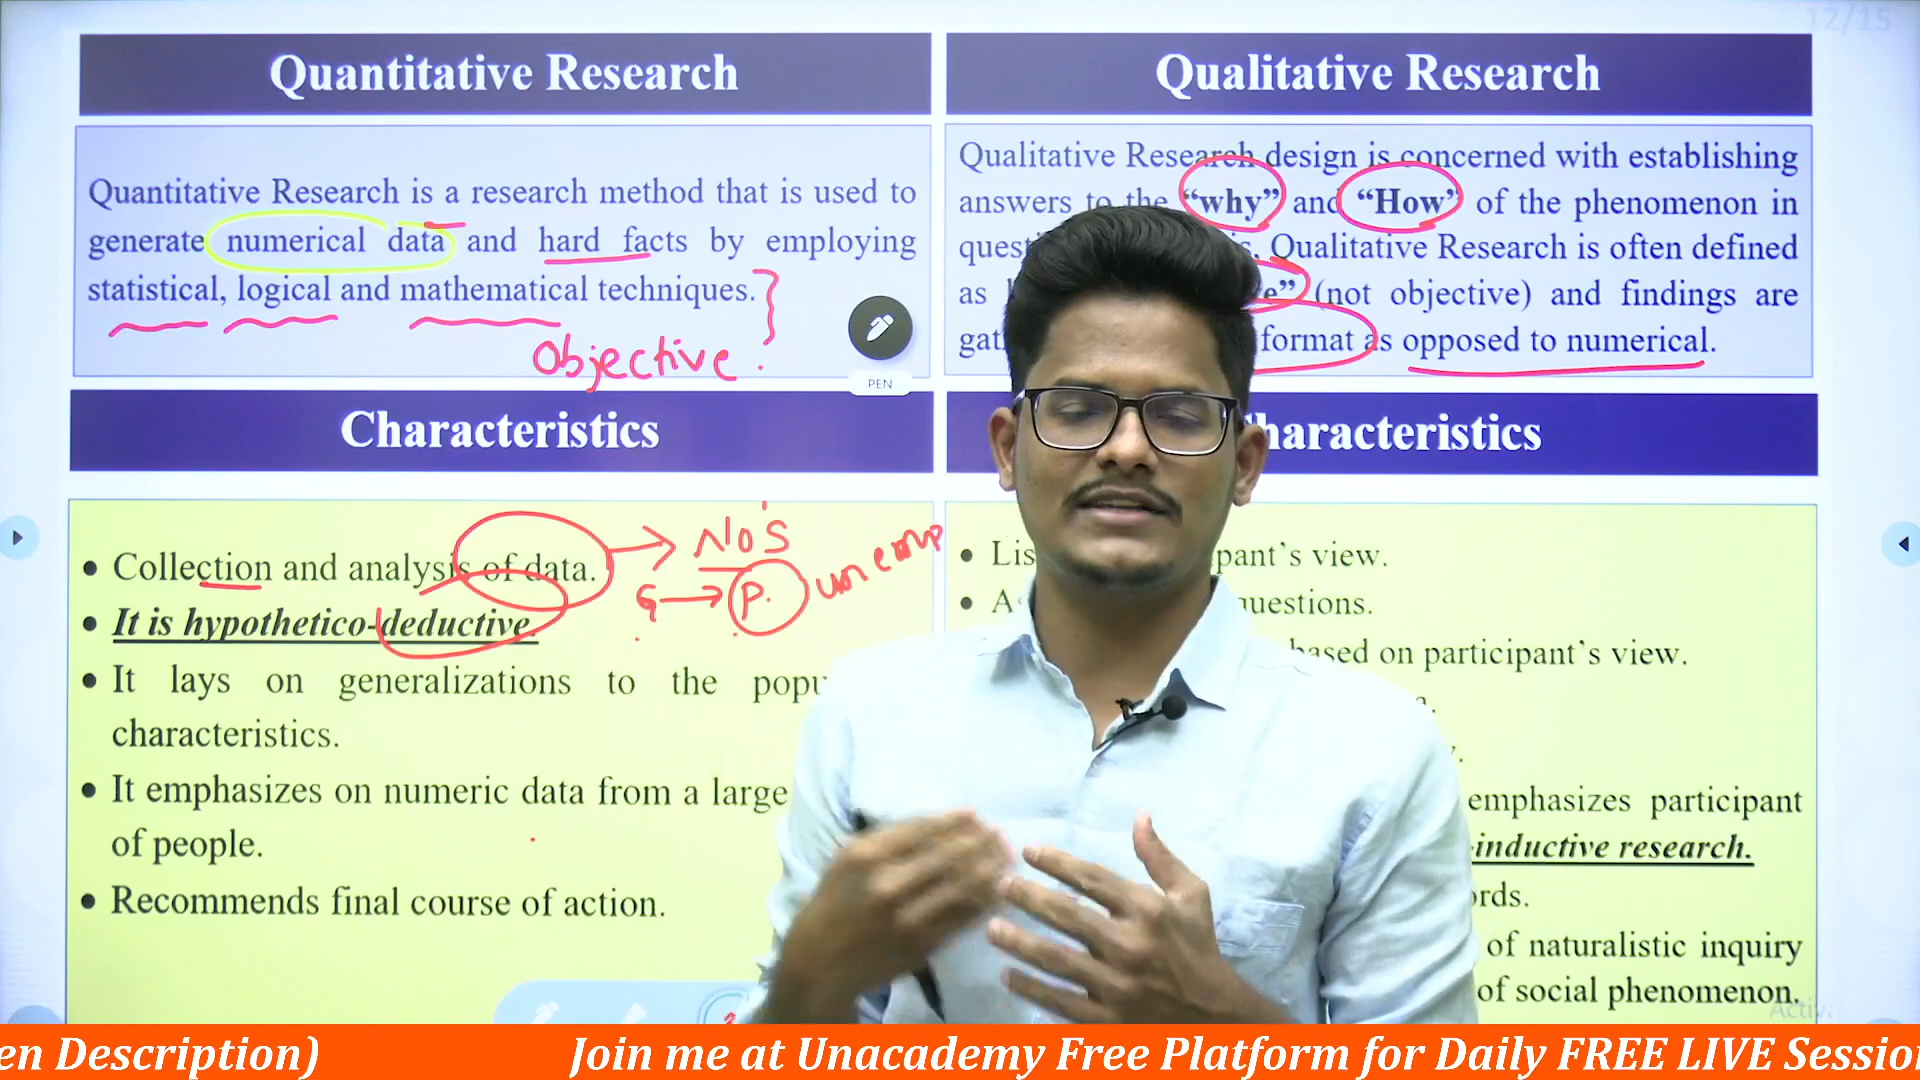 12/15
Quantitative Research
Qualitative Research
Quantitative Research is a research method that is used to
generate numerical data and hard facts by employing
statistical, logical and mathematical techniques.
Objective.
PEN
Qualitative Research design is concerned with establishing
answers to the “why” and “How” of the phenomenon in
Qualitative Research is often defined
as (not objective) and findings are
format as opposed to numerical.
Characteristics
haracteristics
• Collection and analysis of data.
No's
• It is hypothetico-deductive.
G → P. unemp
• It lays on generalizations to the popu
characteristics.
• It emphasizes on numeric data from a large
of people.
• Recommends final course of action.
• Lis pant’s view.
• A uestions.
based on participant’s view.
emphasizes participant
-inductive research.
ords.
of naturalistic inquiry
of social phenomenon.
en Description) Join me at Unacademy Free Platform for Daily FREE LIVE Sessio